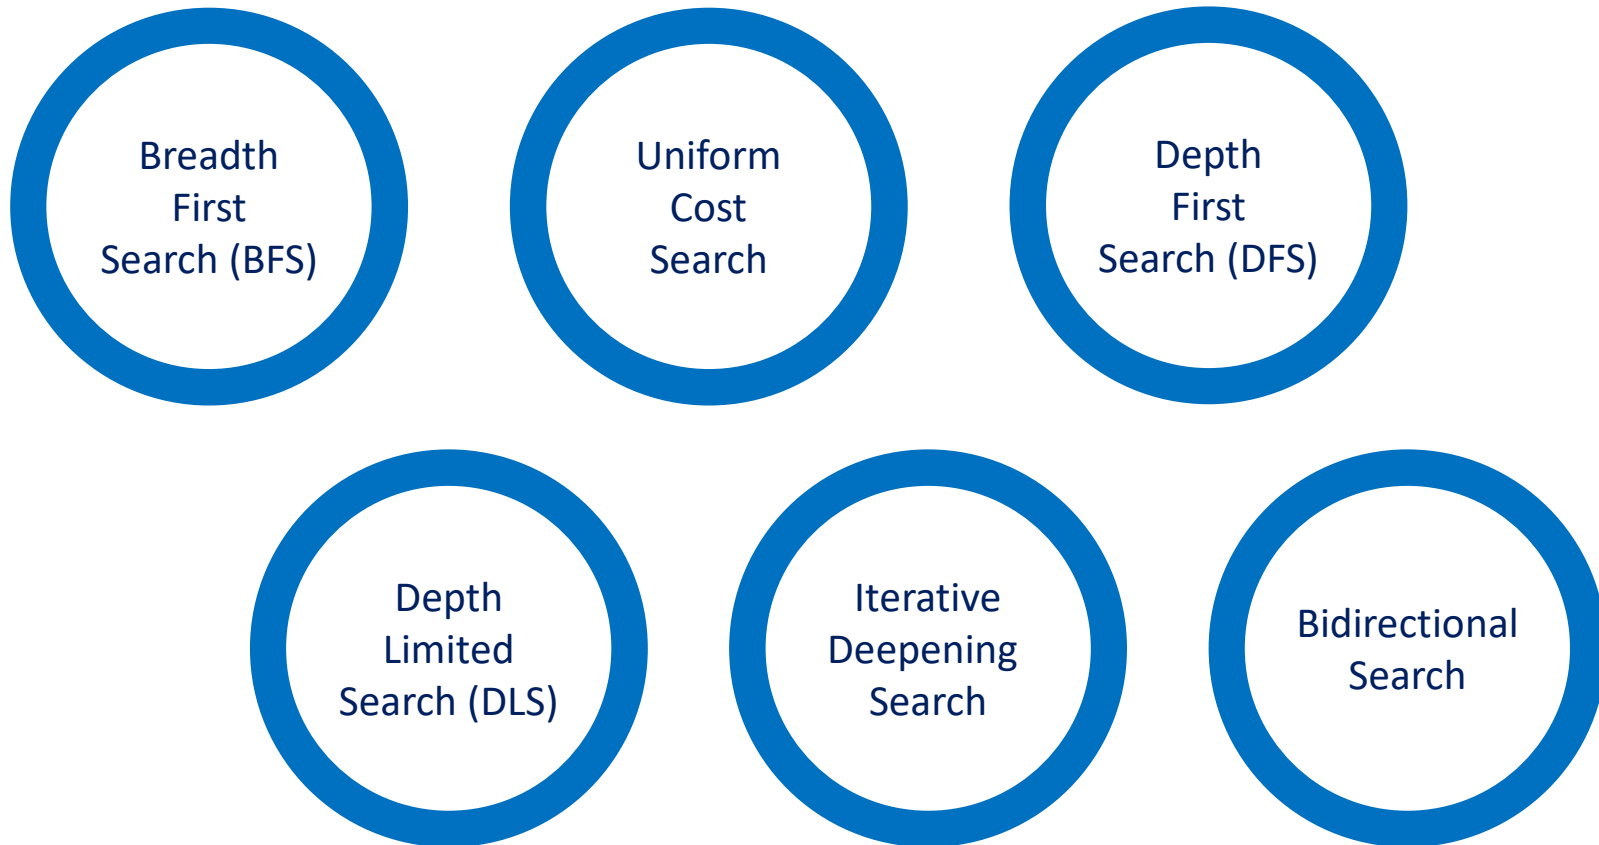 Breadth
First
Search (BFS)
Uniform
Cost
Search
Depth
First
Search (DFS)
Depth
Limited
Search (DLS)
Iterative
Deepening
Search
Bidirectional
Search